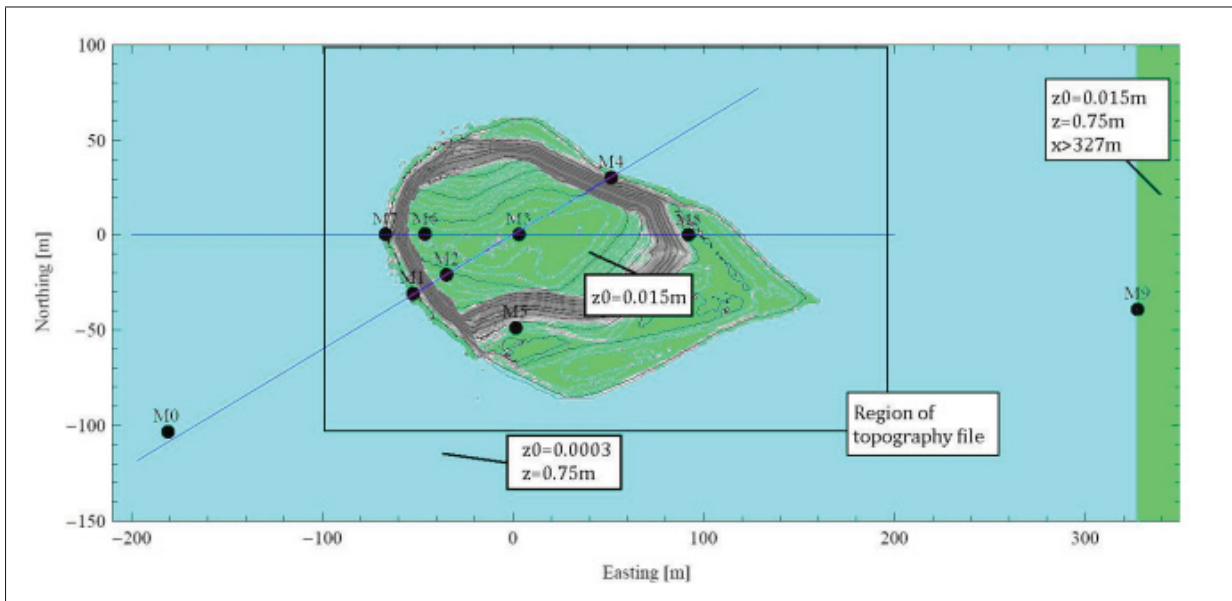 100
50
0
−50
−100
−150
Northing [m]
z0=0.015m
z=0.75m
x>327m
M4
M7
M6
M3
M8
M2
M1
z0=0.015m
M5
M9
M0
Region of
topography file
z0=0.0003
z=0.75m
−200
−100
0
100
200
300
Easting [m]